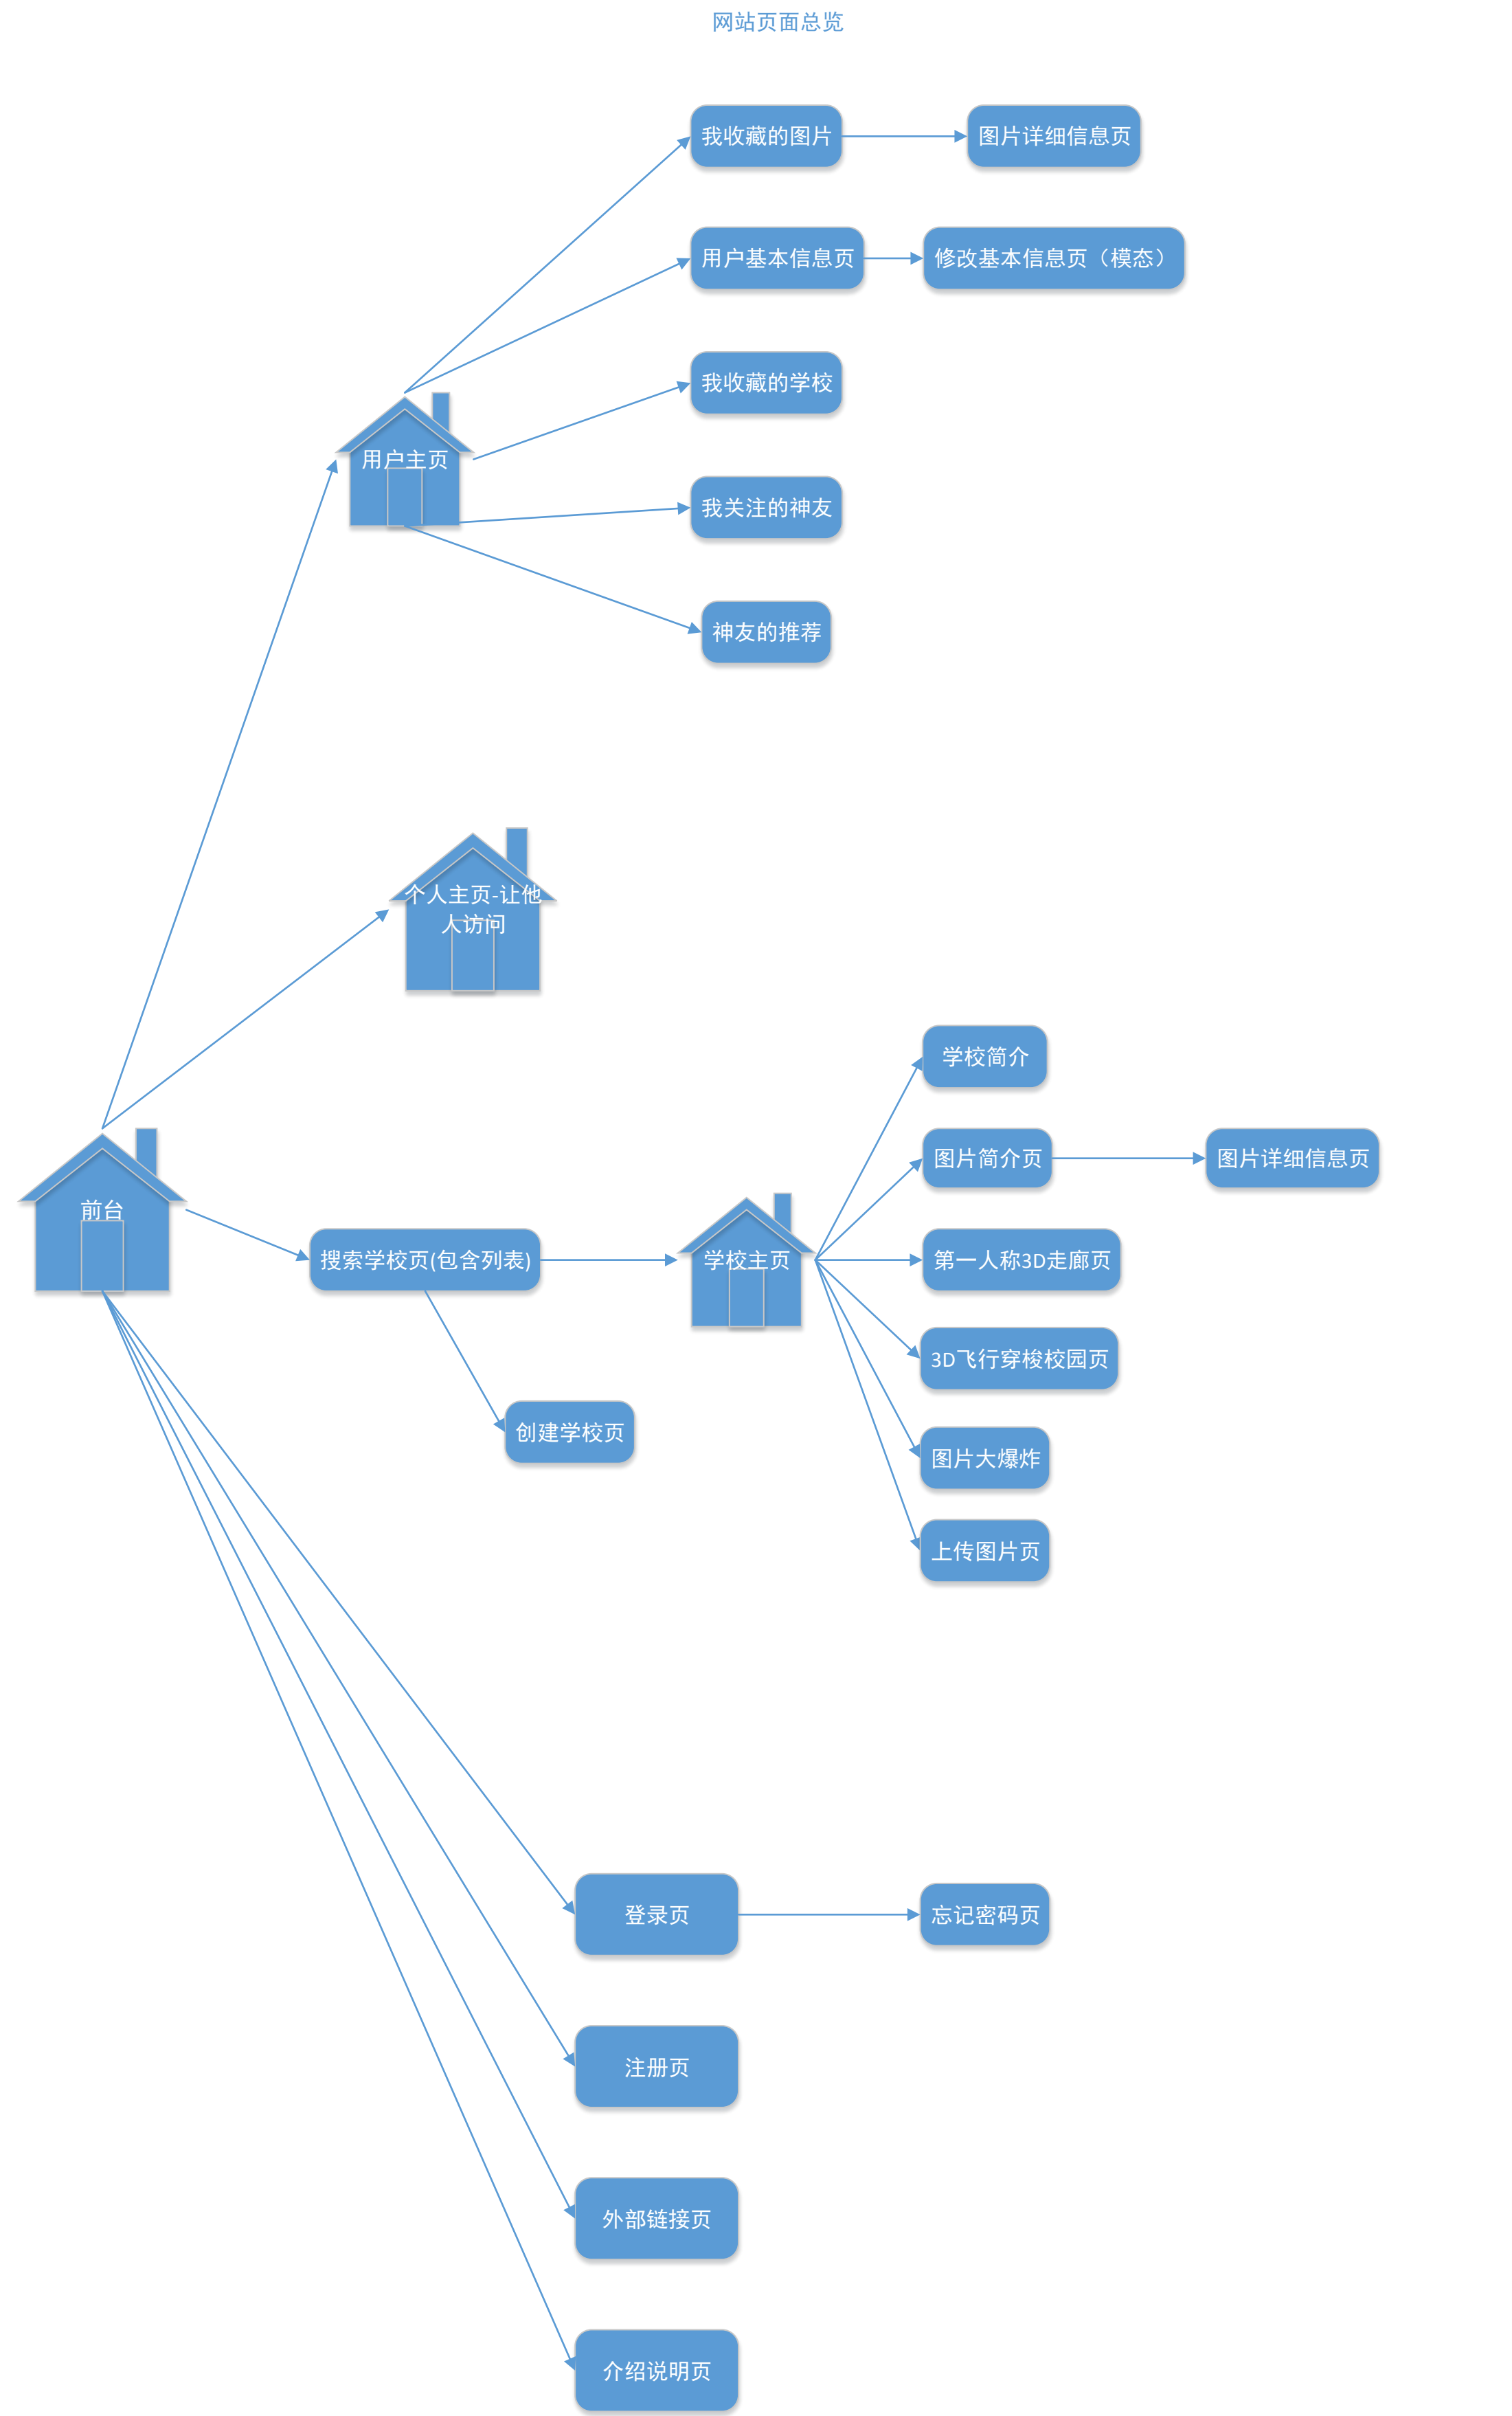 网站页面总览
我收藏的图片
图片详细信息页
用户基本信息页
修改基本信息页（模态）
我收藏的学校
用户主页
我关注的神友
神友的推荐
个人主页-让他
人访问
学校简介
图片简介页
图片详细信息页
前台
搜索学校页(包含列表)
学校主页
第一人称3D走廊页
3D飞行穿梭校园页
创建学校页
图片大爆炸
上传图片页
登录页
忘记密码页
注册页
外部链接页
介绍说明页